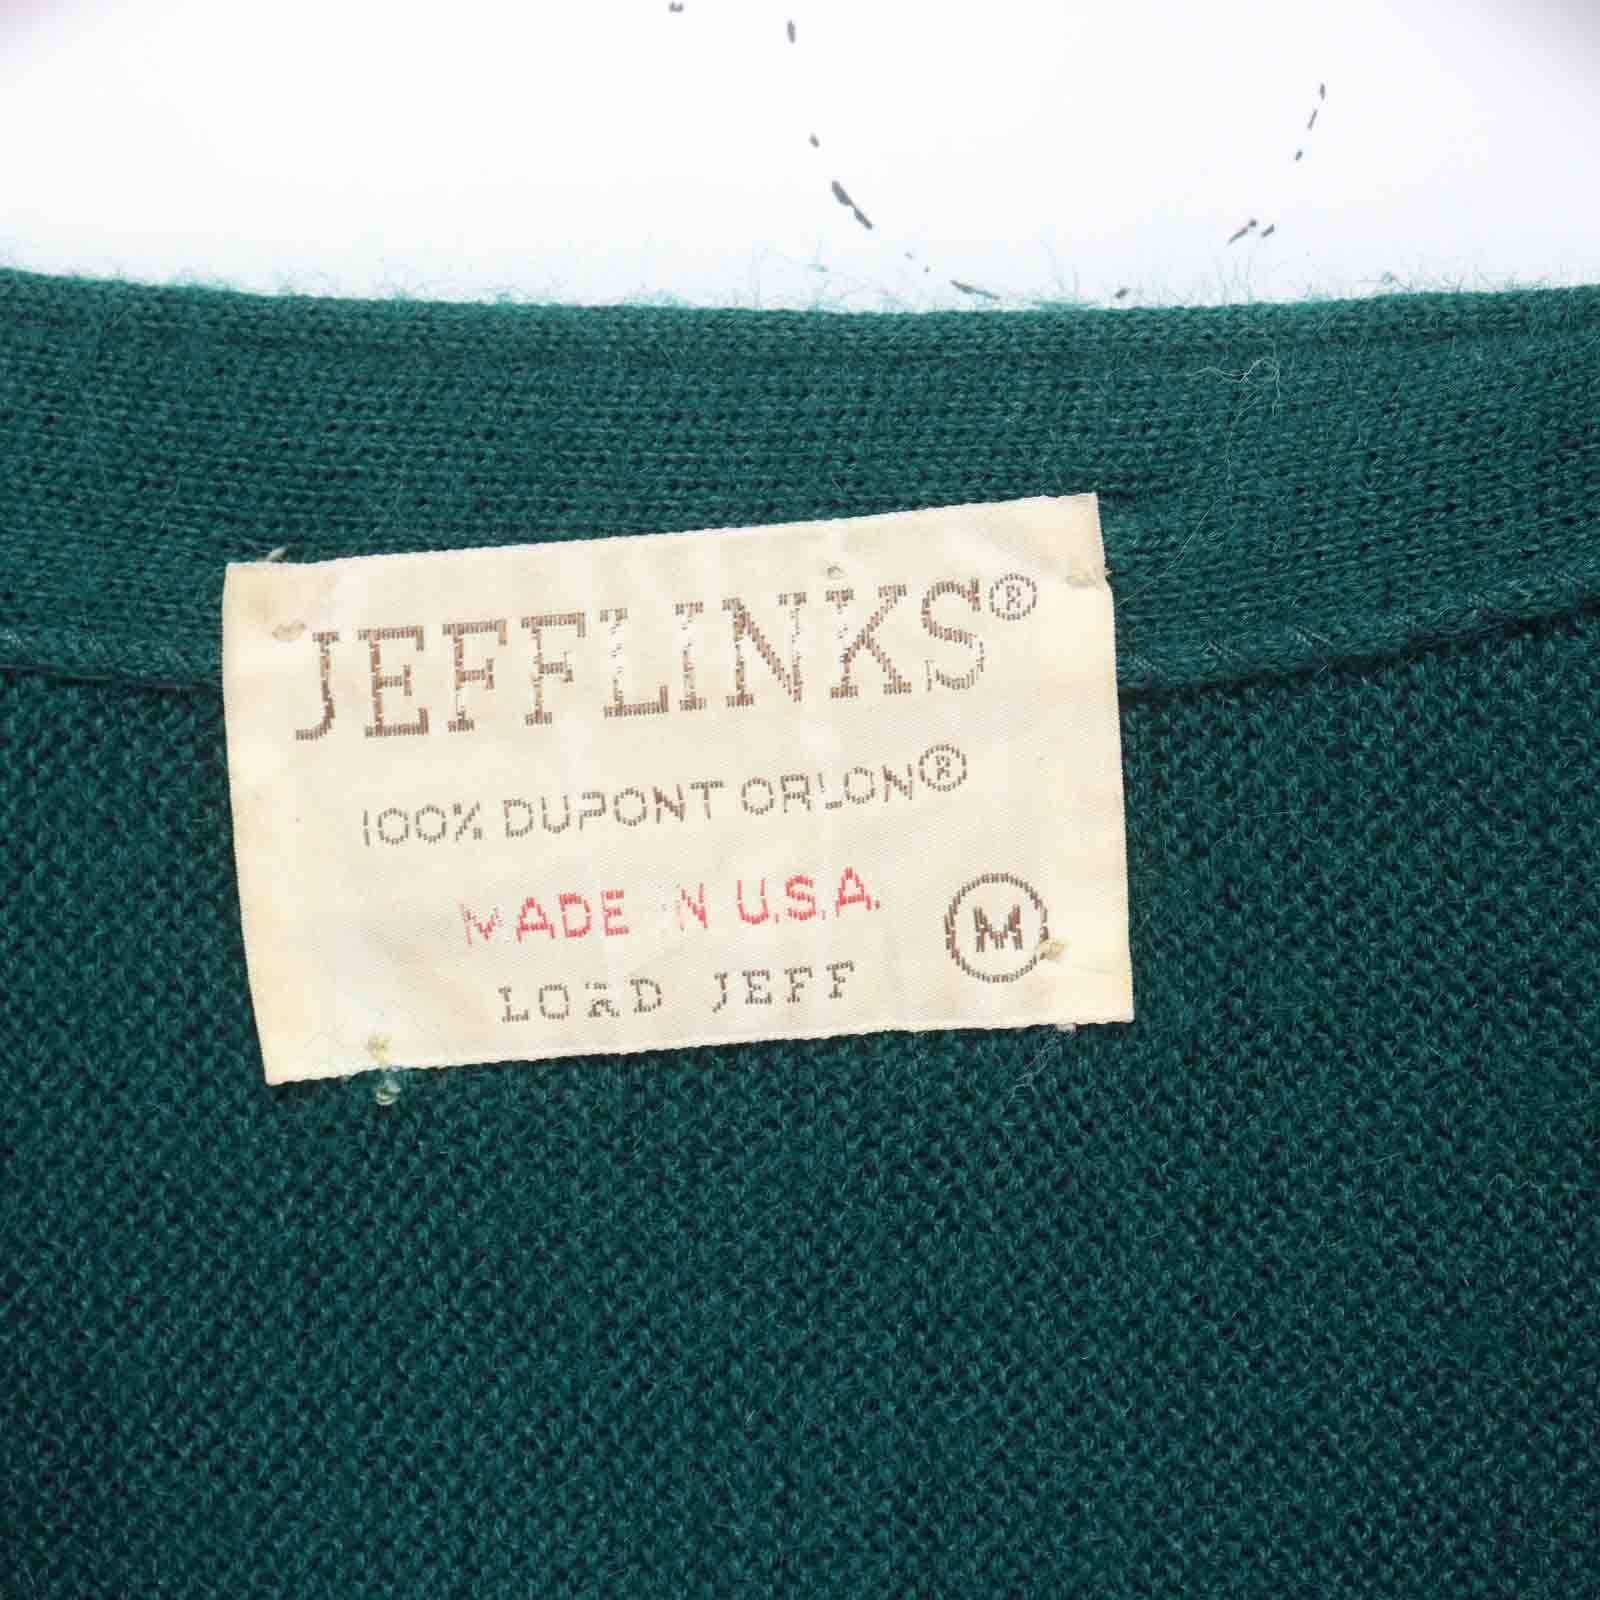 JEFFLINKS®
100% DUPONT ORLON®
MADE IN U.S.A.
M
LORD JEFF